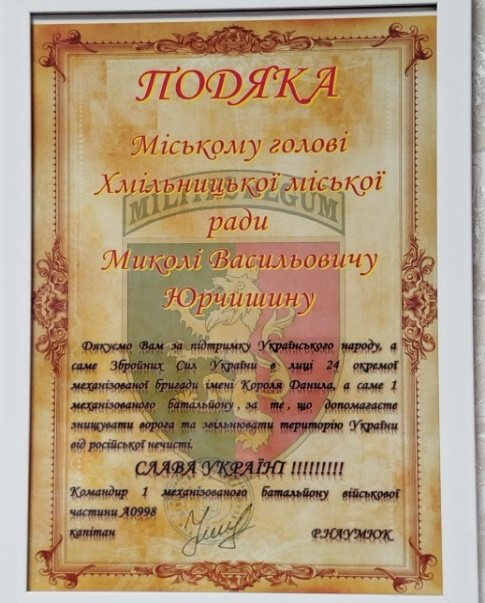 ПОДЯКА
Міському голові
Хмільницької міської
ради
MILITES REGUM
Миколі Васильовичу
Юрчишину
Дякуємо Вам за підтримку Українського народу, а
саме Збройних Сил України в лиці 24 окремої
механізованої бригади імені Короля Данила, а саме 1
механізованого батальйону, за те, що допомагаєте
знищувати ворога та звільнювати територію України
від російської нечисті.
СЛАВА УКРАЇНІ !!!!!!!!!
Командир 1 механізованого батальйону військової
частини А0998
капітан Р.НАУМЮК